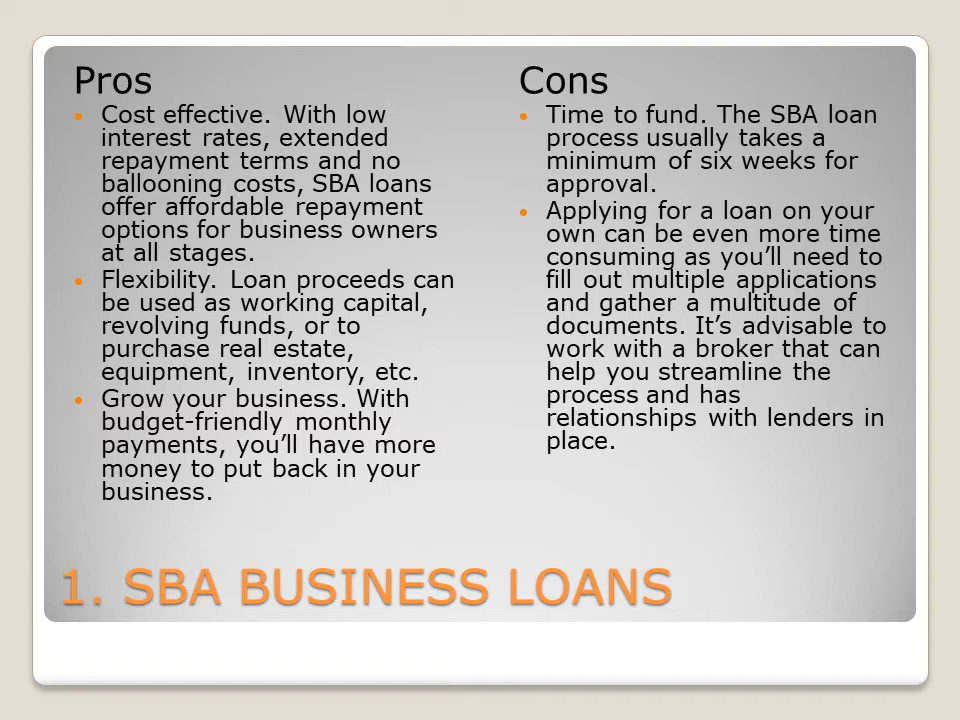 Pros
Cost effective. With low
interest rates, extended
repayment terms and no
ballooning costs, SBA loans
offer affordable repayment
options for business owners
at all stages.
Flexibility. Loan proceeds can
be used as working capital,
revolving funds, or to
purchase real estate,
equipment, inventory, etc.
Grow your business. With
budget-friendly monthly
payments, you’ll have more
money to put back in your
business.
Cons
Time to fund. The SBA loan
process usually takes a
minimum of six weeks for
approval.
Applying for a loan on your
own can be even more time
consuming as you’ll need to
fill out multiple applications
and gather a multitude of
documents. It’s advisable to
work with a broker that can
help you streamline the
process and has
relationships with lenders in
place.
1. SBA BUSINESS LOANS